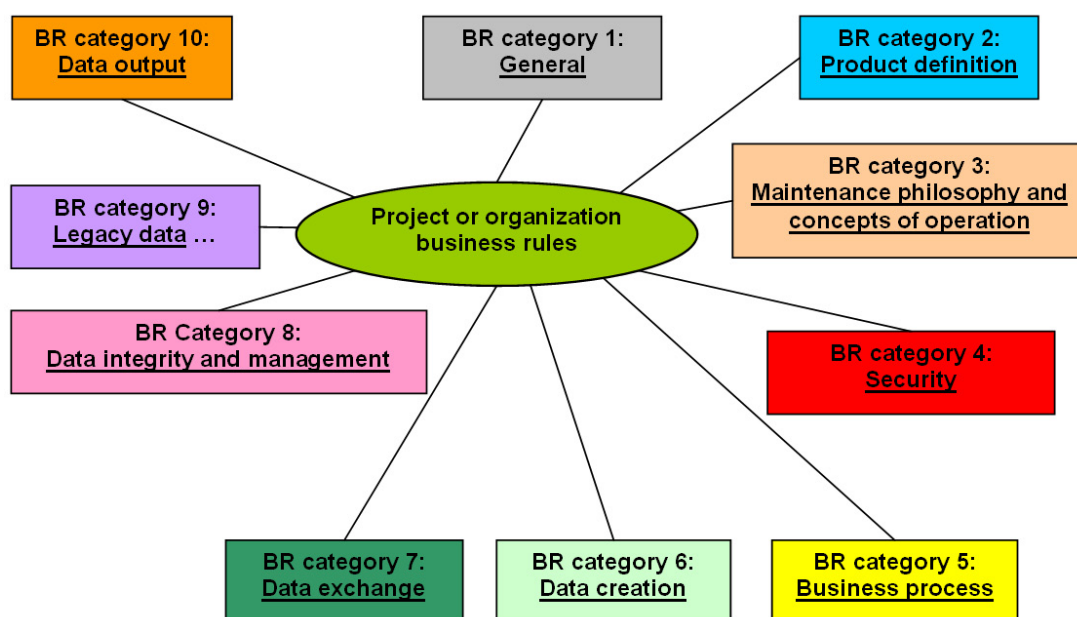 BR category 10:
Data output
BR category 1:
General
BR category 2:
Product definition
BR category 3:
Maintenance philosophy and
concepts of operation
BR category 9:
Legacy data ...
Project or organization
business rules
BR Category 8:
Data integrity and management
BR category 4:
Security
BR category 7:
Data exchange
BR category 6:
Data creation
BR category 5:
Business process